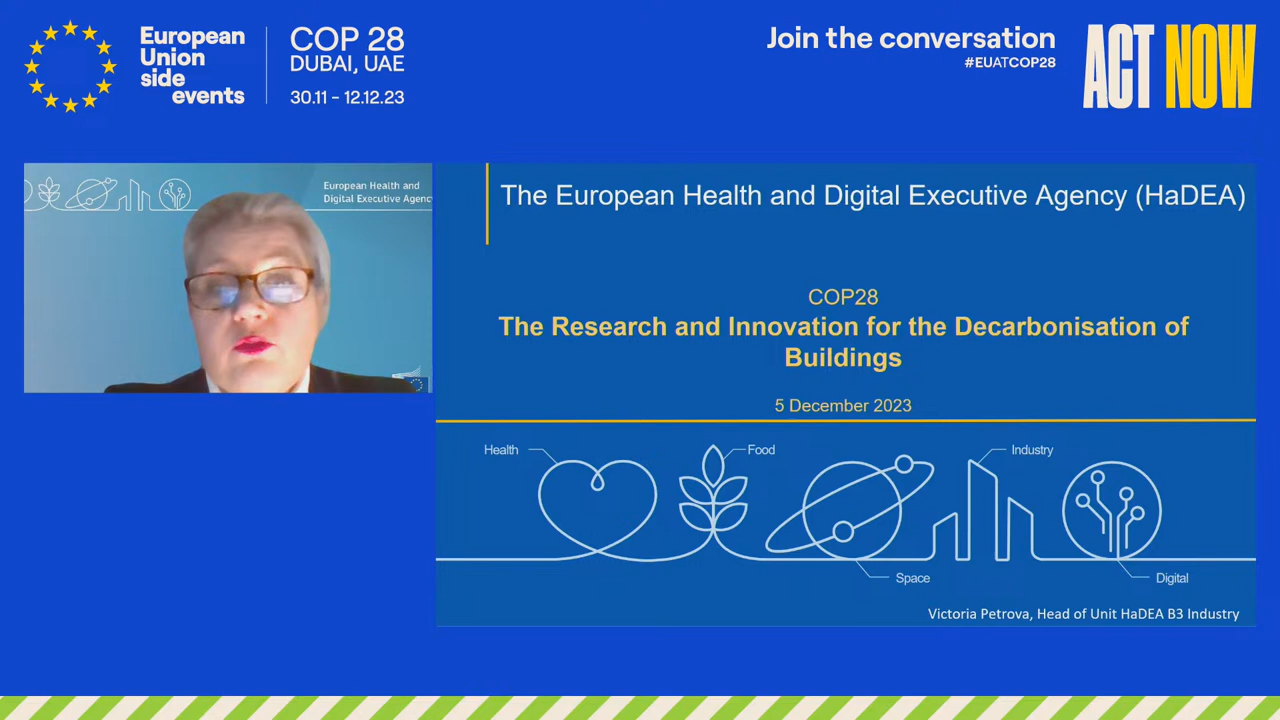 European
Union
side
events
COP 28
DUBAI, UAE
30.11 – 12.12.23
Join the conversation
#EUATCOP28
ACT NOW
European Health and
Digital Executive Agency
The European Health and Digital Executive Agency (HaDEA)
COP28
The Research and Innovation for the Decarbonisation of
Buildings
5 December 2023
Health
Food
Industry
Space
Digital
Victoria Petrova, Head of Unit HaDEA B3 Industry